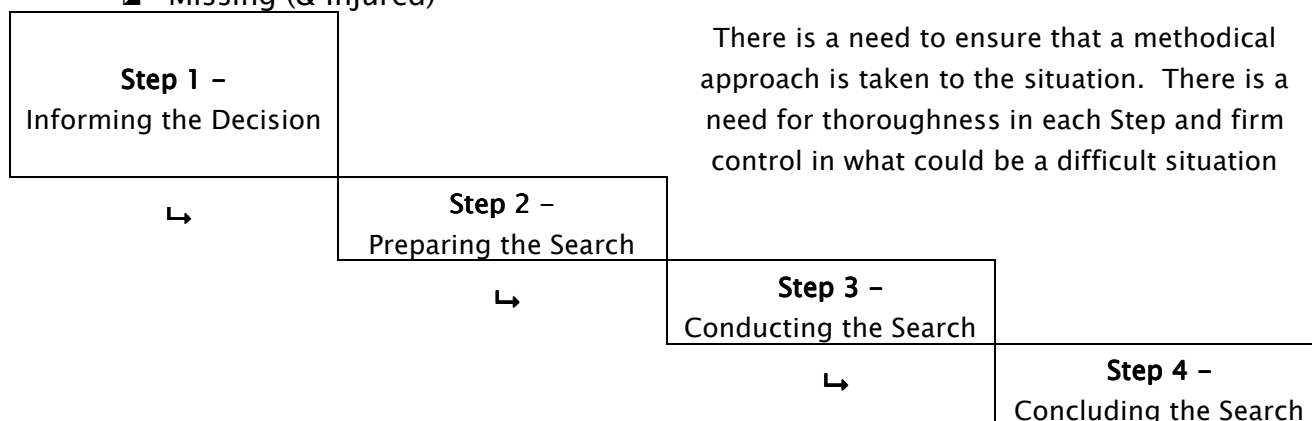 Missing (& Injured)
Step 1 –
Informing the Decision
There is a need to ensure that a methodical
approach is taken to the situation.  There is a
need for thoroughness in each Step and firm
control in what could be a difficult situation
↳
Step 2 –
Preparing the Search
↳
Step 3 –
Conducting the Search
↳
Step 4 –
Concluding the Search